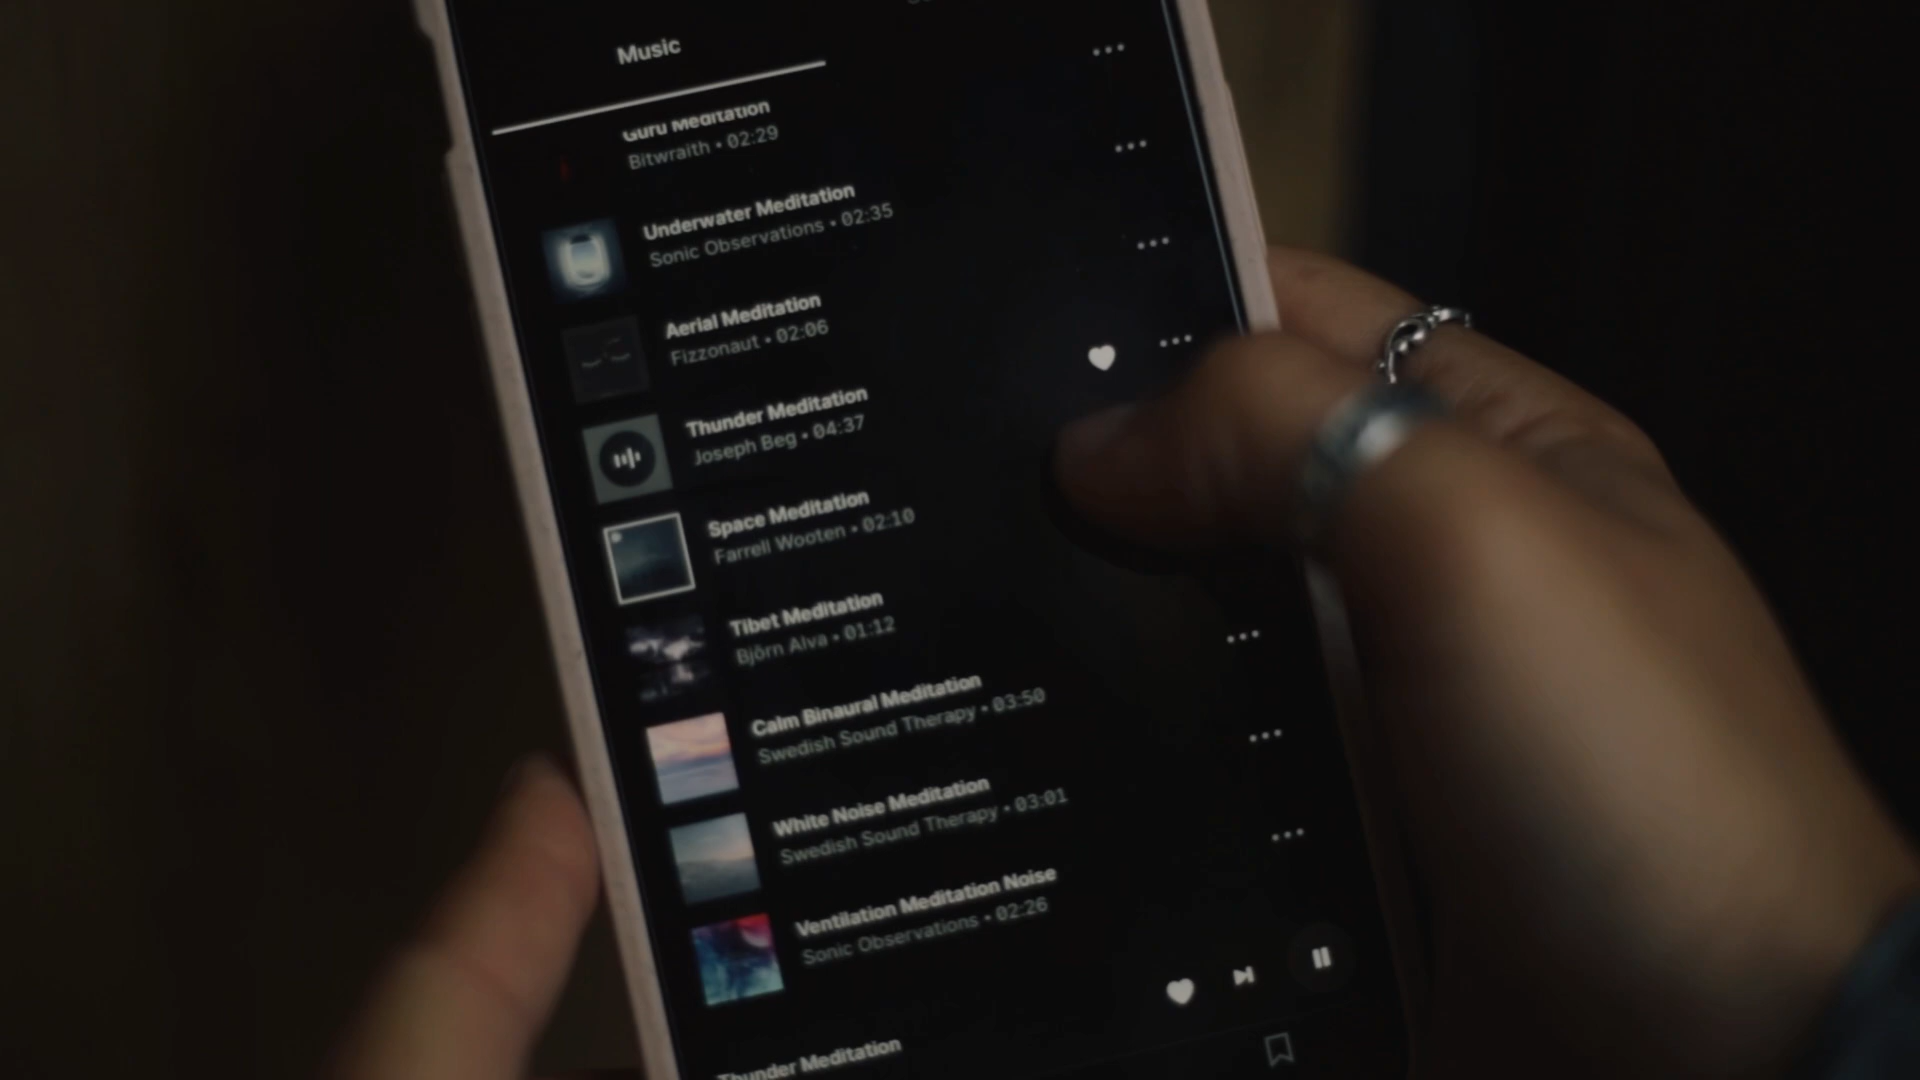 Music
Guru Meditation
Bitwraith • 02:29
Underwater Meditation
Sonic Observations • 02:35
Aerial Meditation
Fizzonaut • 02:06
Thunder Meditation
Joseph Beg • 04:37
Space Meditation
Farrell Wooten • 02:10
Tibet Meditation
Björn Alva • 01:12
Calm Binaural Meditation
Swedish Sound Therapy • 03:50
White Noise Meditation
Swedish Sound Therapy • 03:01
Ventilation Meditation Noise
Sonic Observations • 02:26
Thunder Meditation